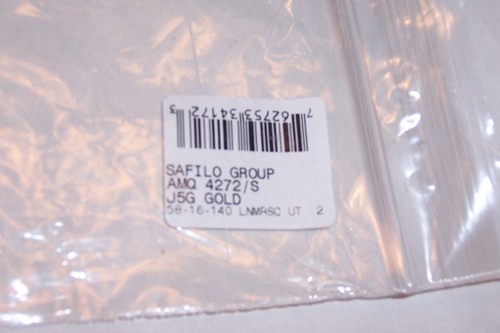 7 62753 34172 3
SAFILO GROUP
AMQ 4272/S
J5G GOLD
58-16-140 LNMRSC UT 2